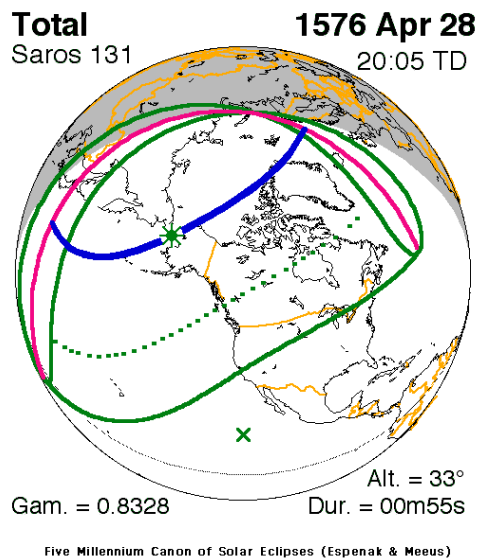 Total
1576 Apr 28
Saros 131
20:05 TD
Alt. = 33°
Gam. = 0.8328
Dur. = 00m55s
Five Millennium Canon of Solar Eclipses (Espenak & Meeus)